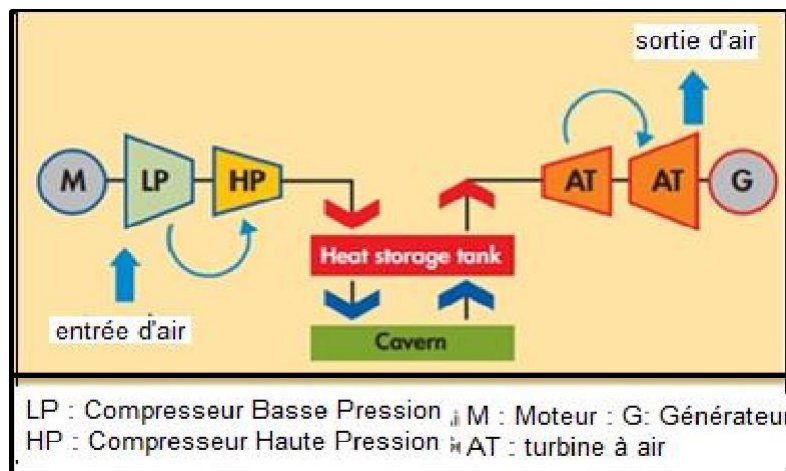 sortie d'air
M LP HP AT AT G
Heat storage tank
entrée d'air
Cavern
LP : Compresseur Basse Pression M : Moteur : G: Générateur
HP : Compresseur Haute Pression AT : turbine à air